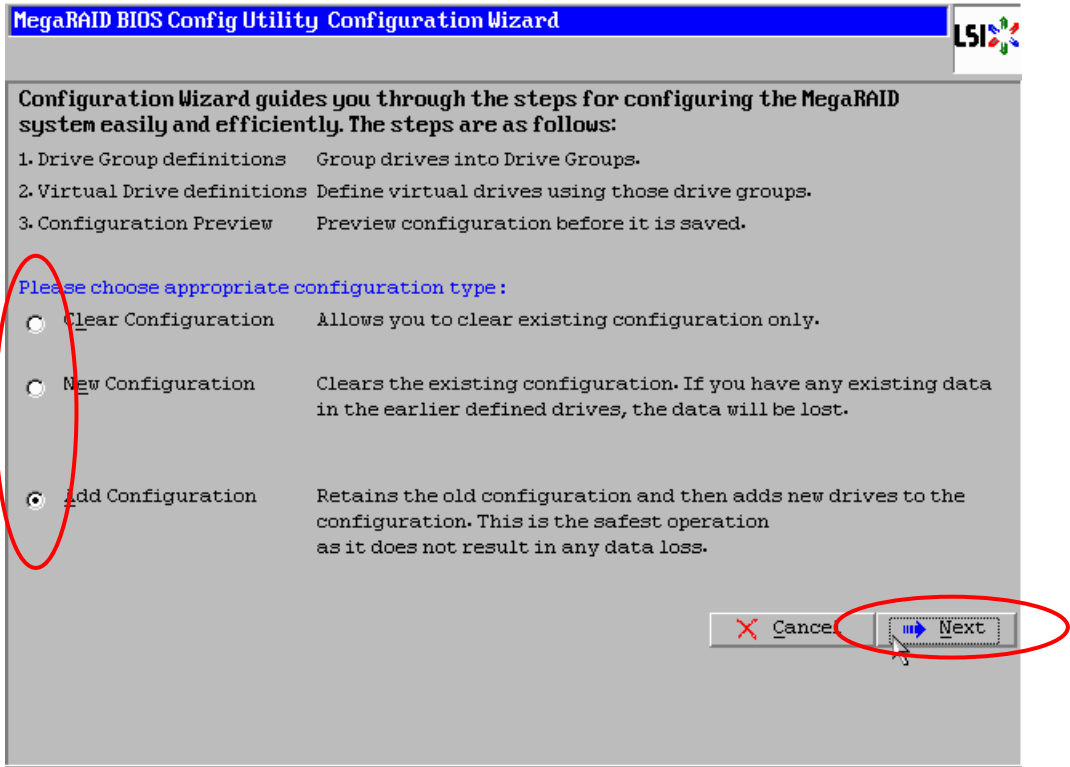 MegaRAID BIOS Config Utility Configuration Wizard
LSI
Configuration Wizard guides you through the steps for configuring the MegaRAID
system easily and efficiently. The steps are as follows:
1. Drive Group definitions Group drives into Drive Groups.
2. Virtual Drive definitions Define virtual drives using those drive groups.
3. Configuration Preview Preview configuration before it is saved.
Please choose appropriate configuration type:
Clear Configuration Allows you to clear existing configuration only.
New Configuration Clears the existing configuration. If you have any existing data
in the earlier defined drives, the data will be lost.
Add Configuration Retains the old configuration and then adds new drives to the
configuration. This is the safest operation
as it does not result in any data loss.
Cancel Next